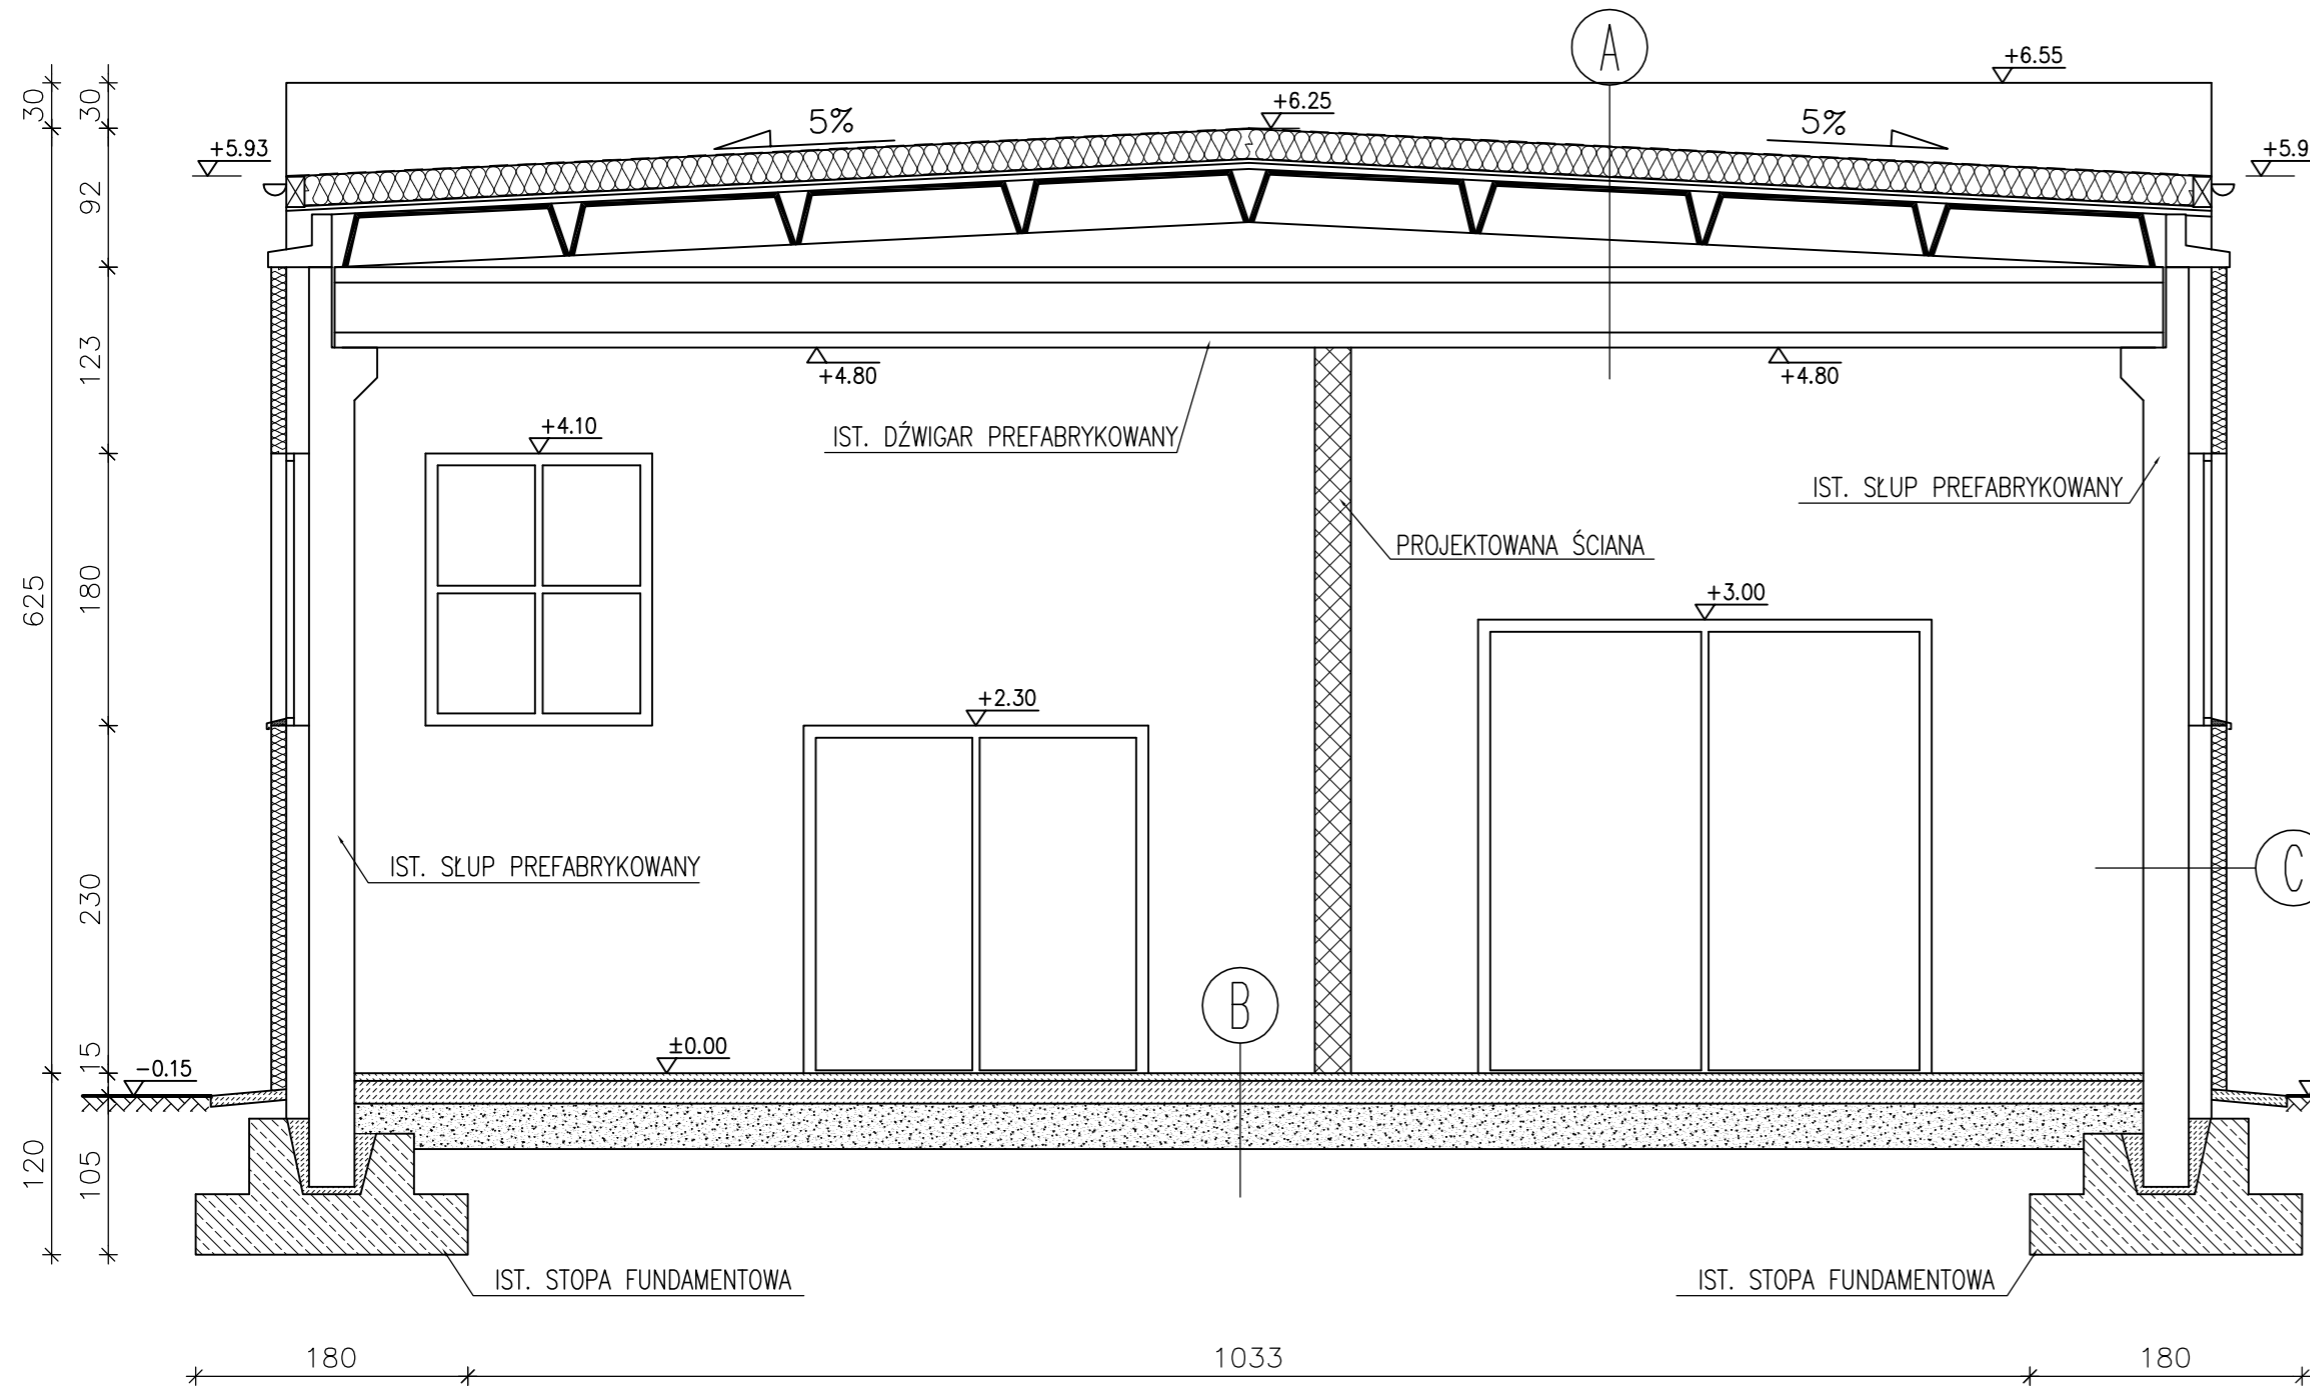 A
+6.55
30
30
+6.25
5%
5%
+5.93
+5.9
92
123
+4.80
+4.80
+4.10
IST. DŹWIGAR PREFABRYKOWANY
IST. SŁUP PREFABRYKOWANY
PROJEKTOWANA ŚCIANA
625
180
+3.00
+2.30
IST. SŁUP PREFABRYKOWANY
C
230
B
±0.00
15
-0.15
120
105
IST. STOPA FUNDAMENTOWA
IST. STOPA FUNDAMENTOWA
180
1033
180